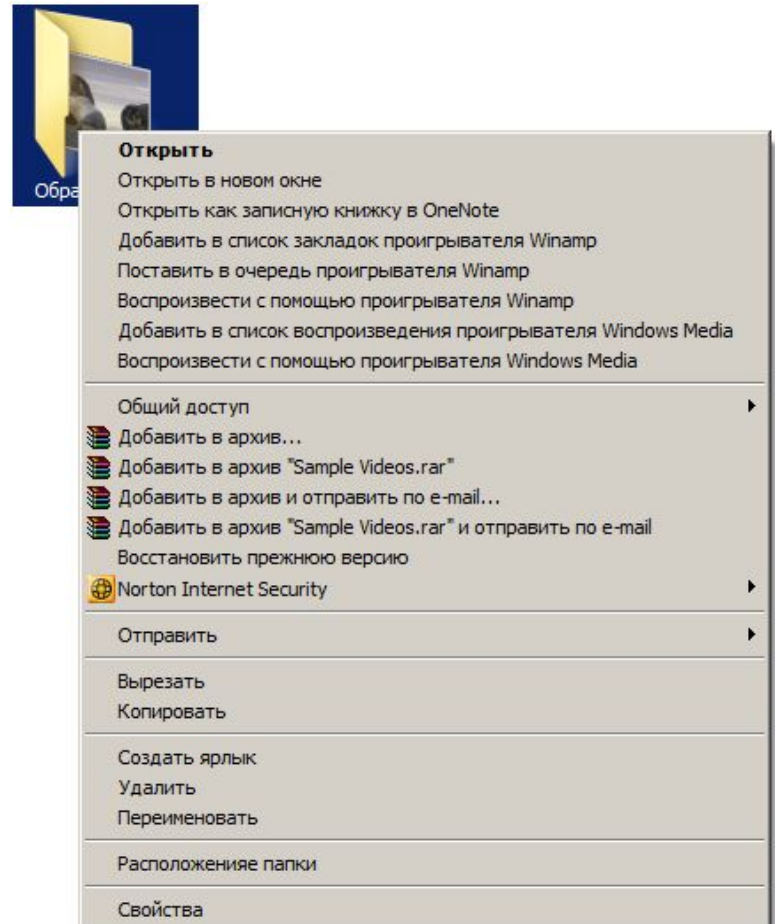 Обра
Открыть
Открыть в новом окне
Открыть как записную книжку в OneNote
Добавить в список закладок проигрывателя Winamp
Поставить в очередь проигрывателя Winamp
Воспроизвести с помощью проигрывателя Winamp
Добавить в список воспроизведения проигрывателя Windows Media
Воспроизвести с помощью проигрывателя Windows Media
Общий доступ
Добавить в архив...
Добавить в архив "Sample Videos.rar"
Добавить в архив и отправить по e-mail...
Добавить в архив "Sample Videos.rar" и отправить по e-mail
Восстановить прежнюю версию
Norton Internet Security
Отправить
Вырезать
Копировать
Создать ярлык
Удалить
Переименовать
Расположенияе папки
Свойства